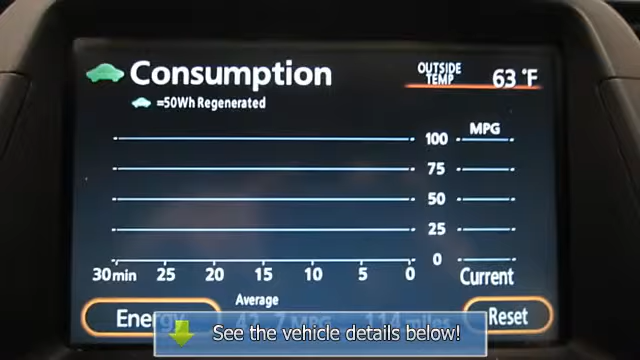 Consumption
OUTSIDE TEMP 63 °F
=50Wh Regenerated
MPG
100
75
50
25
0
30min 25 20 15 10 5 0
Current
Average
Energy
Reset
See the vehicle details below!